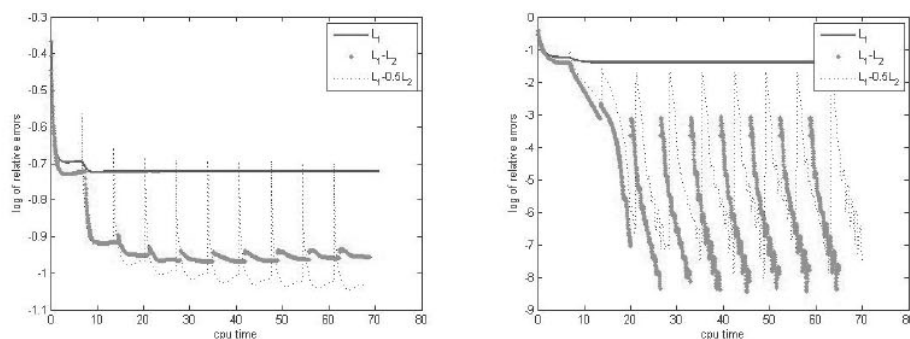 -0.3
-0.4
-0.5
-0.6
-0.7
-0.8
-0.9
-1
-1.1
0 10 20 30 40 50 60 70 80
log of relative errors
cpu time
L1
L1-L2
L1-0.5L2
0
-1
-2
-3
-4
-5
-6
-7
-8
-9
0 10 20 30 40 50 60 70 80
log of relative errors
cpu time
L1
L1-L2
L1-0.5L2